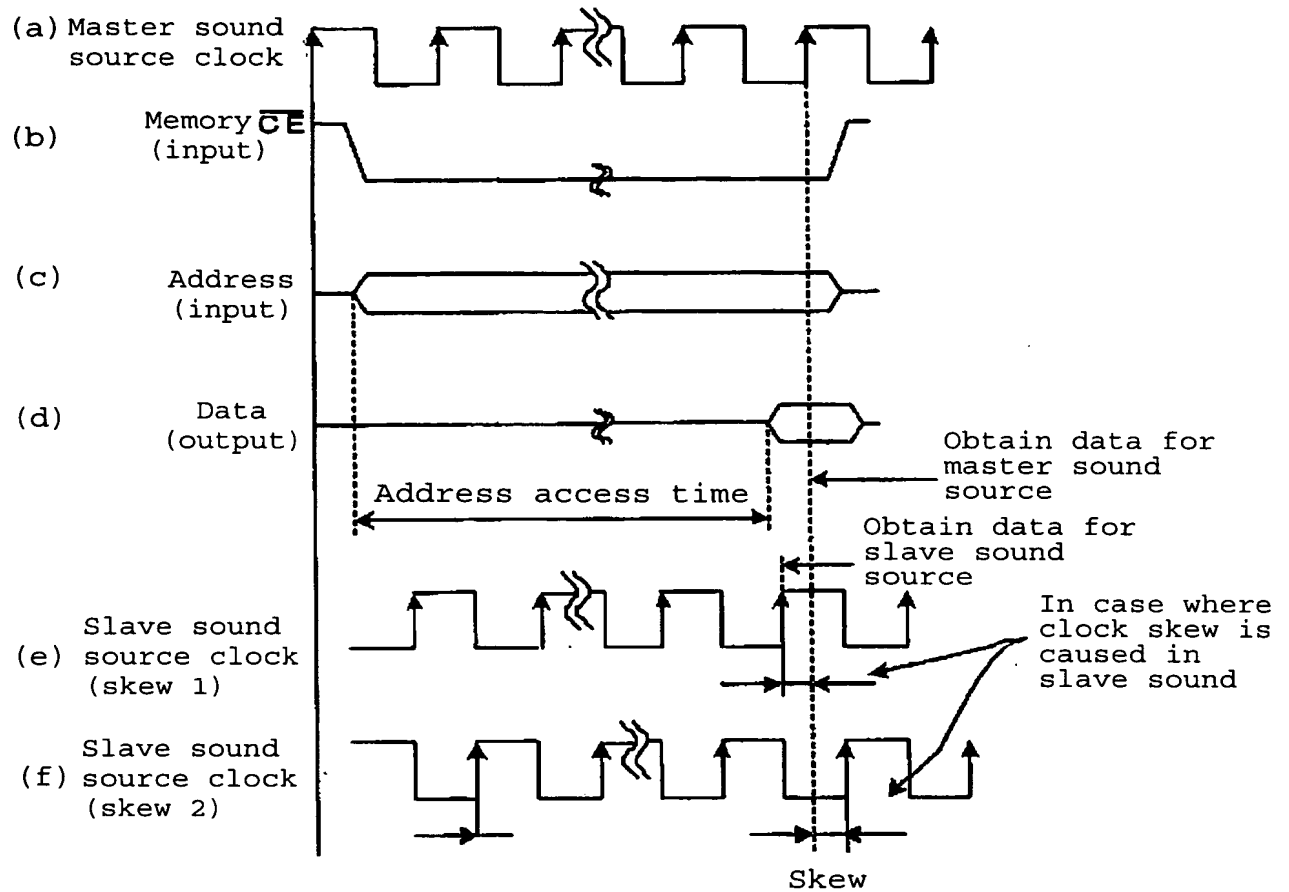 (a) Master sound
source clock
(b) Memory C̅E̅
(input)
(c) Address
(input)
(d) Data
(output)
Obtain data for
master sound
source
Address access time
Obtain data for
slave sound
source
In case where
clock skew is
caused in
slave sound
Slave sound
(e) source clock
(skew 1)
Slave sound
(f) source clock
(skew 2)
Skew